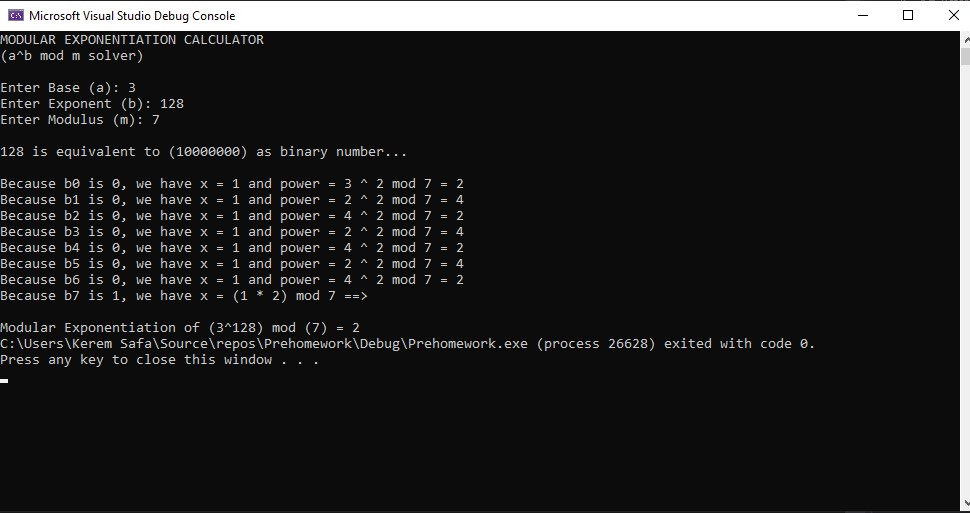 Microsoft Visual Studio Debug Console
MODULAR EXPONENTIATION CALCULATOR
(a^b mod m solver)
Enter Base (a): 3
Enter Exponent (b): 128
Enter Modulus (m): 7
128 is equivalent to (10000000) as binary number...
Because b0 is 0, we have x = 1 and power = 3 ^ 2 mod 7 = 2
Because b1 is 0, we have x = 1 and power = 2 ^ 2 mod 7 = 4
Because b2 is 0, we have x = 1 and power = 4 ^ 2 mod 7 = 2
Because b3 is 0, we have x = 1 and power = 2 ^ 2 mod 7 = 4
Because b4 is 0, we have x = 1 and power = 4 ^ 2 mod 7 = 2
Because b5 is 0, we have x = 1 and power = 2 ^ 2 mod 7 = 4
Because b6 is 0, we have x = 1 and power = 4 ^ 2 mod 7 = 2
Because b7 is 1, we have x = (1 * 2) mod 7 ==>
Modular Exponentiation of (3^128) mod (7) = 2
C:\Users\Kerem Safa\Source\repos\Prehomework\Debug\Prehomework.exe (process 26628) exited with code 0.
Press any key to close this window . . .